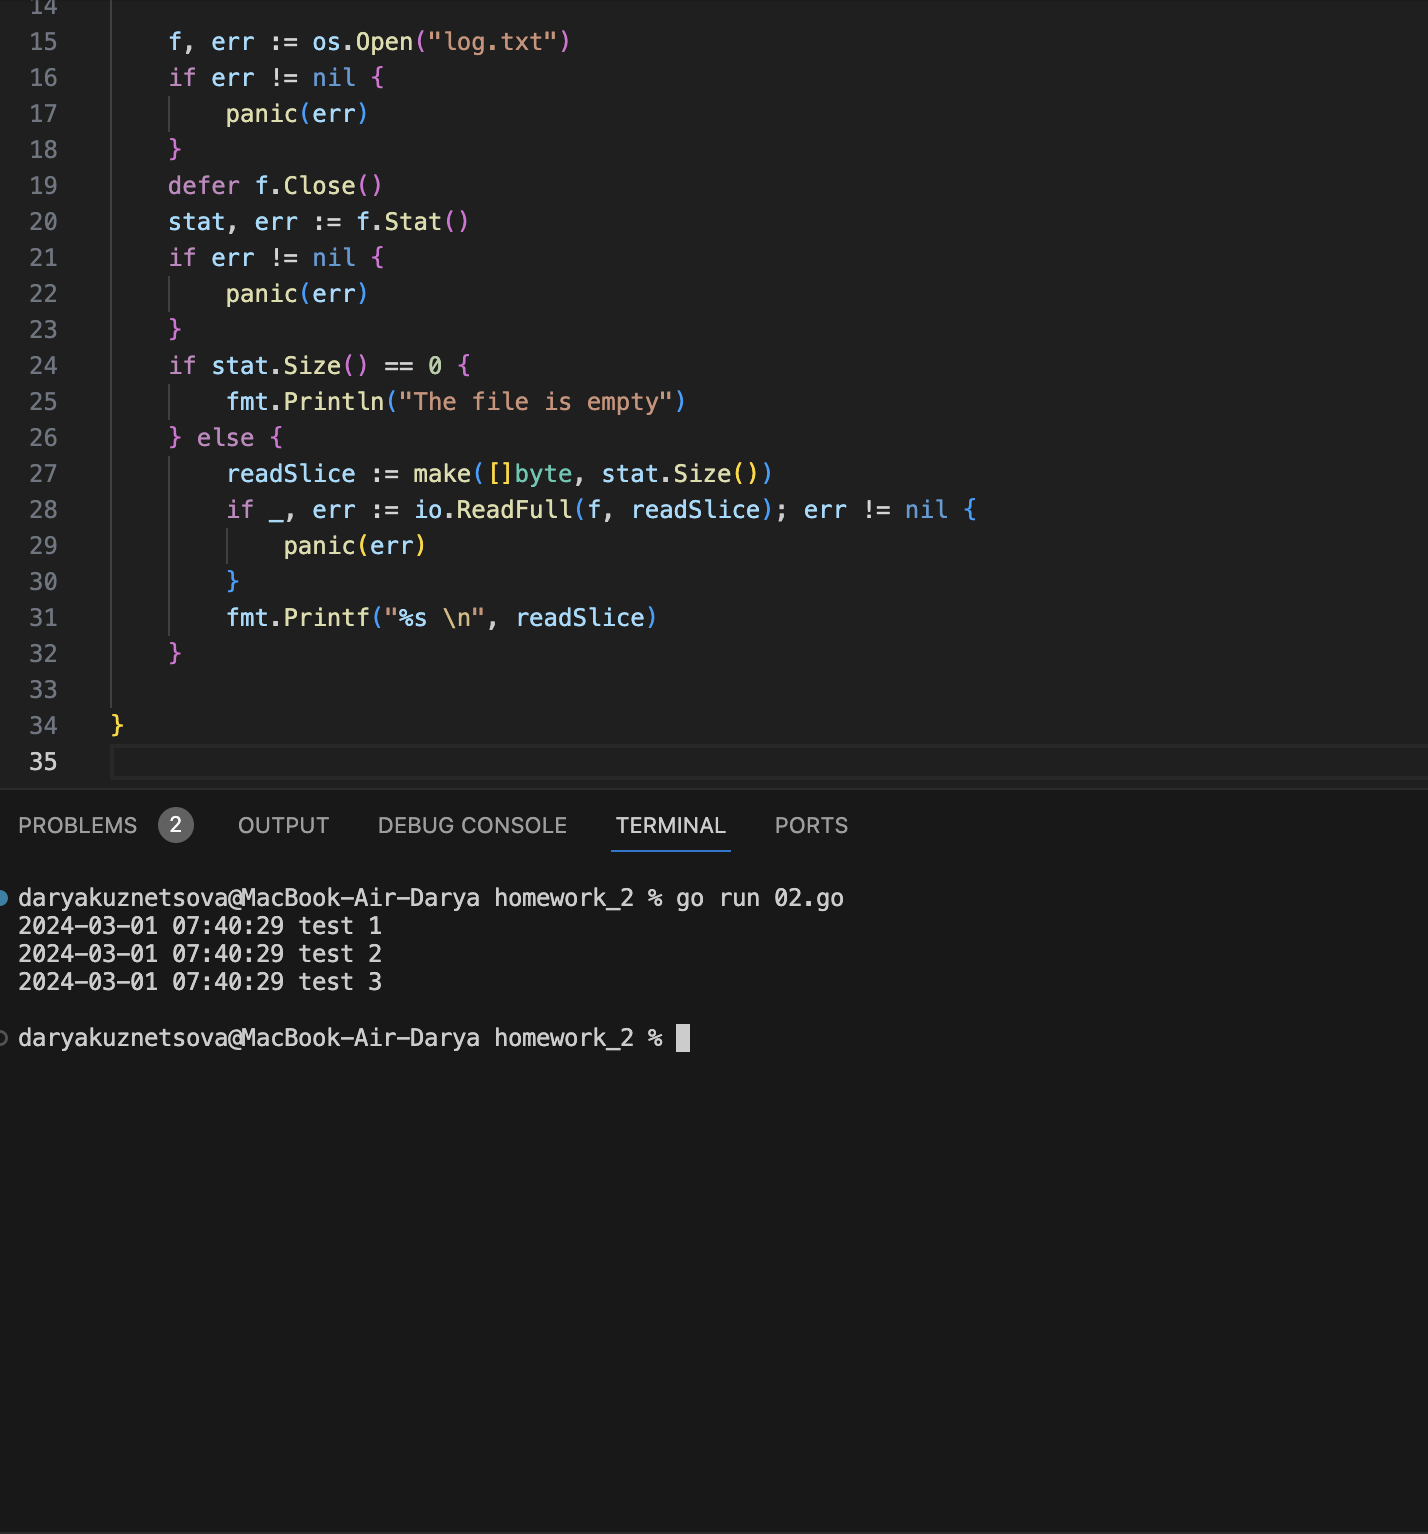 14
15 f, err := os.Open("log.txt")
16 if err != nil {
17 panic(err)
18 }
19 defer f.Close()
20 stat, err := f.Stat()
21 if err != nil {
22 panic(err)
23 }
24 if stat.Size() == 0 {
25 fmt.Println("The file is empty")
26 } else {
27 readSlice := make([]byte, stat.Size())
28 if _, err := io.ReadFull(f, readSlice); err != nil {
29 panic(err)
30 }
31 fmt.Printf("%s \n", readSlice)
32 }
33
34 }
35
PROBLEMS 2 OUTPUT DEBUG CONSOLE TERMINAL PORTS
daryakuznetsova@MacBook-Air-Darya homework_2 % go run 02.go
2024-03-01 07:40:29 test 1
2024-03-01 07:40:29 test 2
2024-03-01 07:40:29 test 3
daryakuznetsova@MacBook-Air-Darya homework_2 %